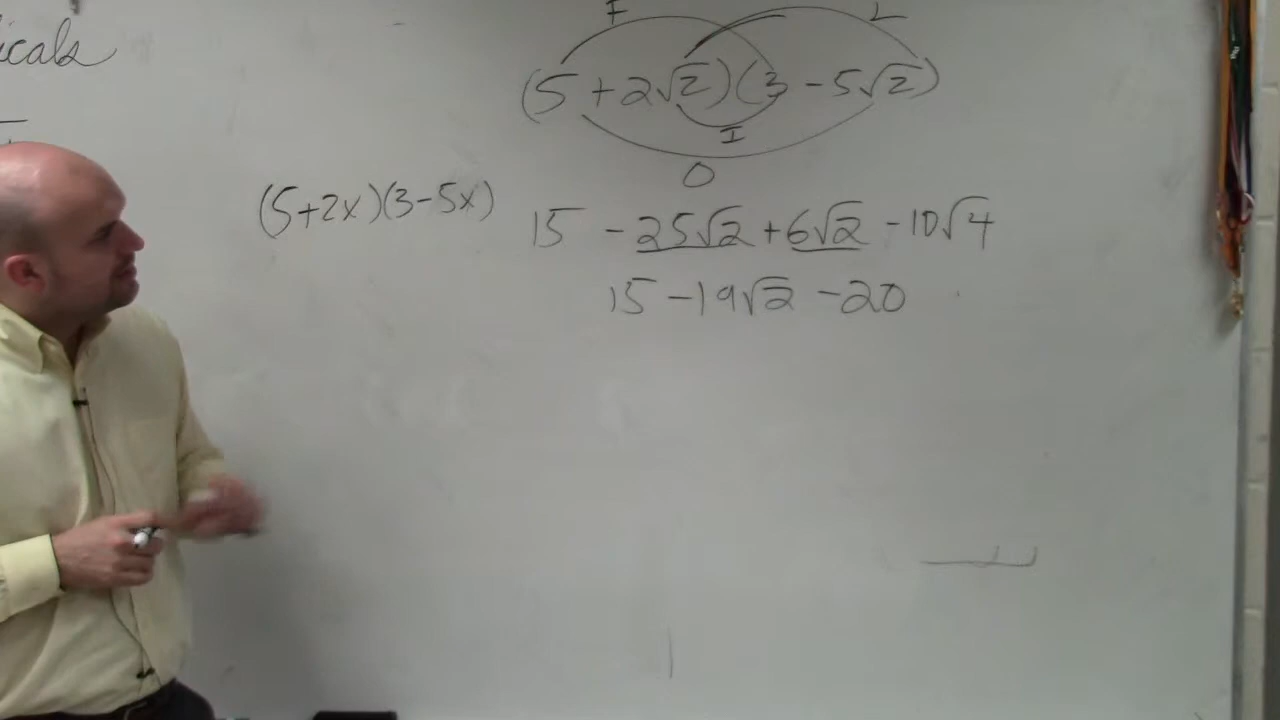 F L
(5 + 2√2)(3 - 5√2)
I
O
(5+2x)(3-5x)
15 - 25√2 + 6√2 - 10√4
15 - 19√2 - 20